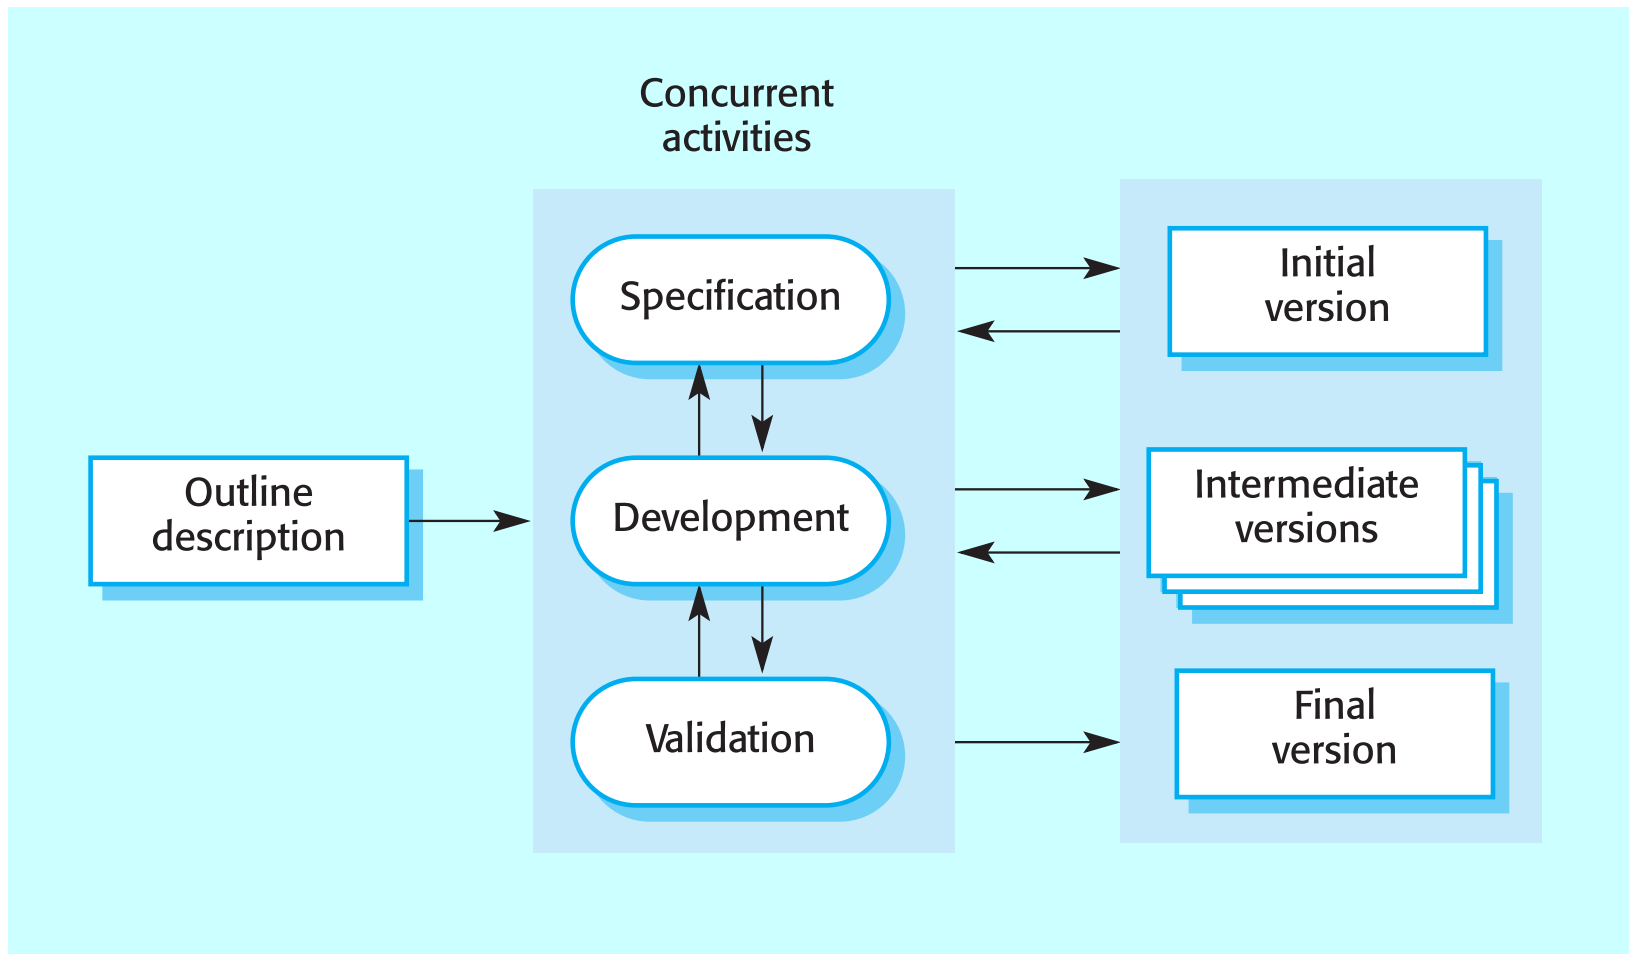 Concurrent
activities
Specification
Initial
version
Outline
description
Development
Intermediate
versions
Validation
Final
version